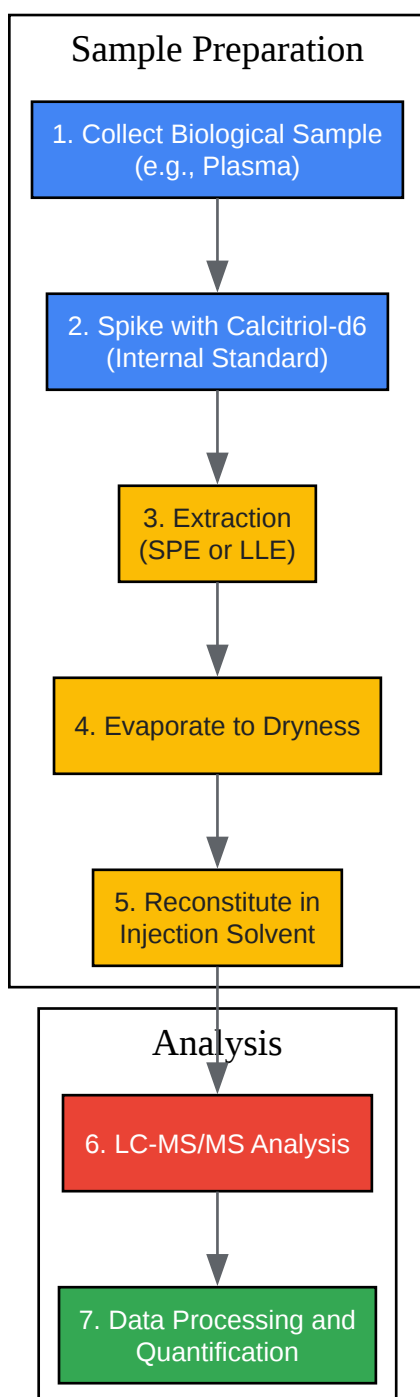 Sample Preparation
1. Collect Biological Sample
(e.g., Plasma)
2. Spike with Calcitriol-d6
(Internal Standard)
3. Extraction
(SPE or LLE)
4. Evaporate to Dryness
5. Reconstitute in
Injection Solvent
Analysis
6. LC-MS/MS Analysis
7. Data Processing and
Quantification